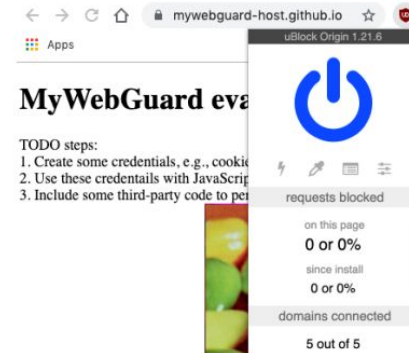 mywebguard-host.github.io
Apps
uBlock Origin 1.21.6
MyWebGuard eva
TODO steps:
1. Create some credentials, e.g., cookie
2. Use these credentails with JavaScrip
3. Include some third-party code to per
requests blocked
on this page
0 or 0%
since install
0 or 0%
domains connected
5 out of 5